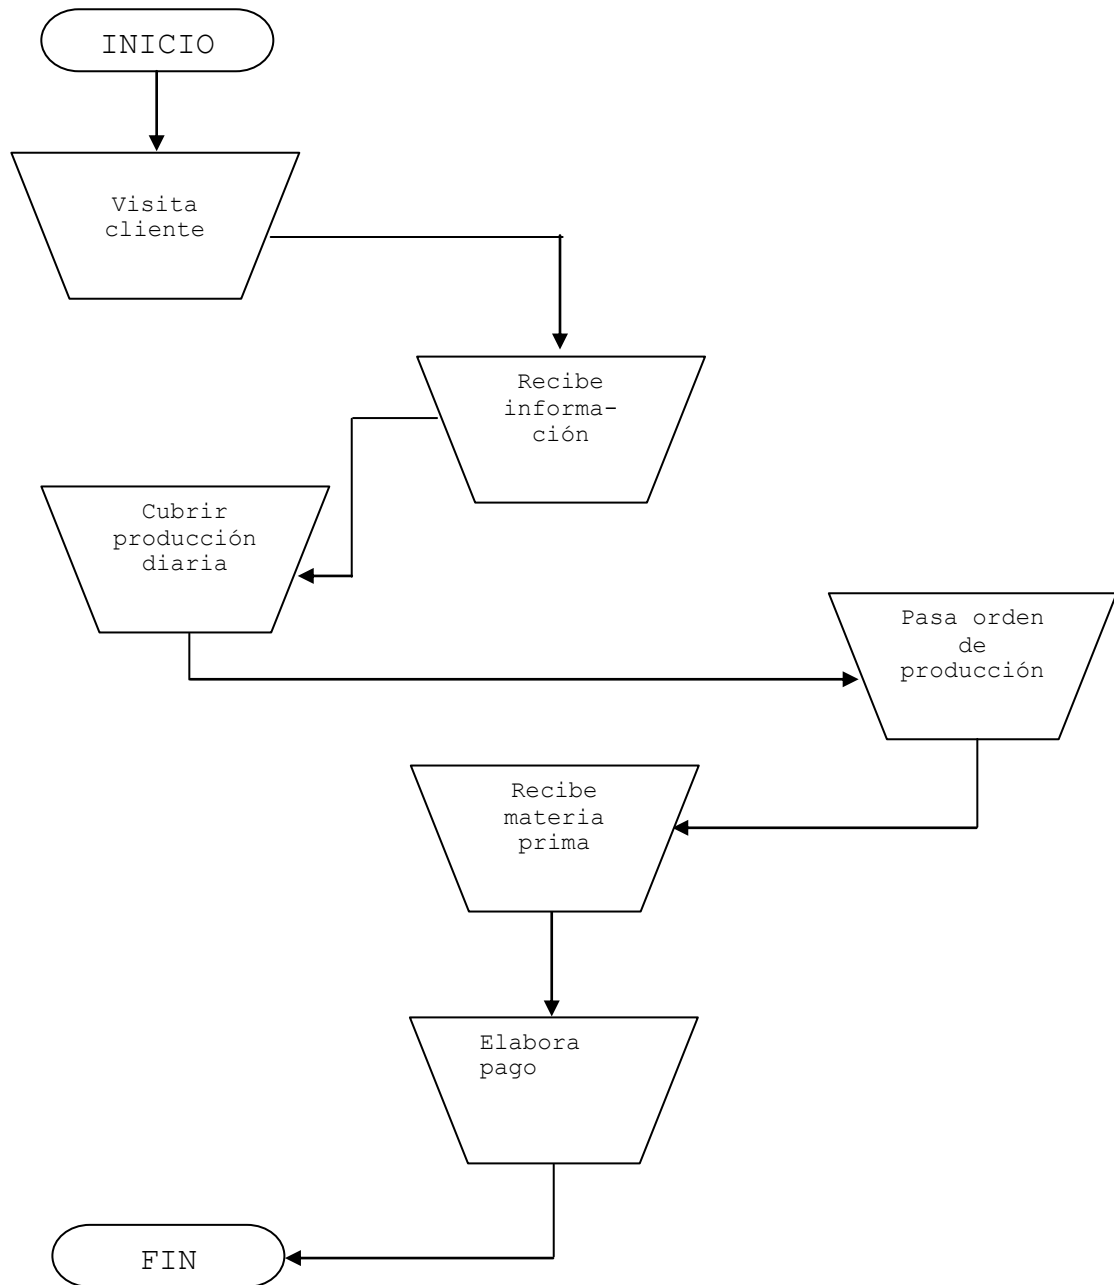 INICIO
Visita
cliente
Recibe
informa-
ción
Cubrir
producción
diaria
Pasa orden
de
producción
Recibe
materia
prima
Elabora
pago
FIN